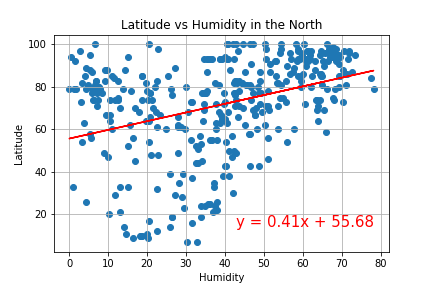 Latitude vs Humidity in the North
100
80
60
40
20
Latitude
y = 0.41x + 55.68
0 10 20 30 40 50 60 70 80
Humidity